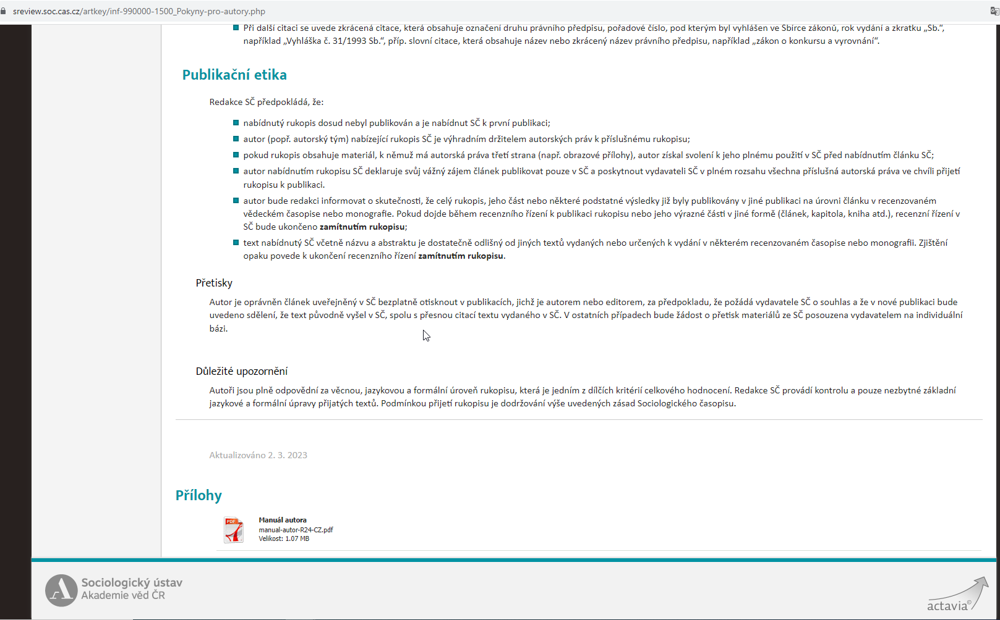 sreview.soc.cas.cz/artkey/inf-990000-1500_Pokyny-pro-autory.php
Při další citaci se uvede zkrácená citace, která obsahuje označení druhu právního předpisu, pořadové číslo, pod kterým byl vyhlášen ve Sbírce zákonů, rok vydání a zkratku „Sb.“,
například „Vyhláška č. 31/1993 Sb.“, příp. slovní citace, která obsahuje název nebo zkrácený název právního předpisu, například „zákon o konkursu a vyrovnání“.
Publikační etika
Redakce SČ předpokládá, že:
nabídnutý rukopis dosud nebyl publikován a je nabídnut SČ k první publikaci;
autor (popř. autorský tým) nabízející rukopis SČ je výhradním držitelem autorských práv k příslušnému rukopisu;
pokud rukopis obsahuje materiál, k němuž má autorská práva třetí strana (např. obrazové přílohy), autor získal svolení k jeho plnému použití v SČ před nabídnutím článku SČ;
autor nabídnutím rukopisu SČ deklaruje svůj vážný zájem článek publikovat pouze v SČ a poskytnout vydavateli SČ v plném rozsahu všechna příslušná autorská práva ve chvíli přijetí
rukopisu k publikaci.
autor bude redakci informovat o skutečnosti, že celý rukopis, jeho část nebo některé podstatné výsledky již byly publikovány v jiné publikaci na úrovni článku v recenzovaném
vědeckém časopise nebo monografie. Pokud dojde během recenzního řízení k publikaci rukopisu nebo jeho výrazné části v jiné formě (článek, kapitola, kniha atd.), recenzní řízení v
SČ bude ukončeno zamítnutím rukopisu;
text nabídnutý SČ včetně názvu a abstraktu je dostatečně odlišný od jiných textů vydaných nebo určených k vydání v některém recenzovaném časopise nebo monografii. Zjištění
opaku povede k ukončení recenzního řízení zamítnutím rukopisu.
Přetisky
Autor je oprávněn článek uveřejněný v SČ bezplatně otisknout v publikacích, jichž je autorem nebo editorem, za předpokladu, že požádá vydavatele SČ o souhlas a že v nové publikaci bude
uvedeno sdělení, že text původně vyšel v SČ, spolu s přesnou citací textu vydaného v SČ. V ostatních případech bude žádost o přetisk materiálů ze SČ posouzena vydavatelem na individuální
bázi.
Důležité upozornění
Autoři jsou plně odpovědní za věcnou, jazykovou a formální úroveň rukopisu, která je jedním z dílčích kritérií celkového hodnocení. Redakce SČ provádí kontrolu a pouze nezbytné základní
jazykové a formální úpravy přijatých textů. Podmínkou přijetí rukopisu je dodržování výše uvedených zásad Sociologického časopisu.
Aktualizováno 2. 3. 2023
Přílohy
PDF
Manuál autora
manual-autor-R24-CZ.pdf
Velikost: 1.07 MB
Sociologický ústav
Akademie věd ČR
actavia©